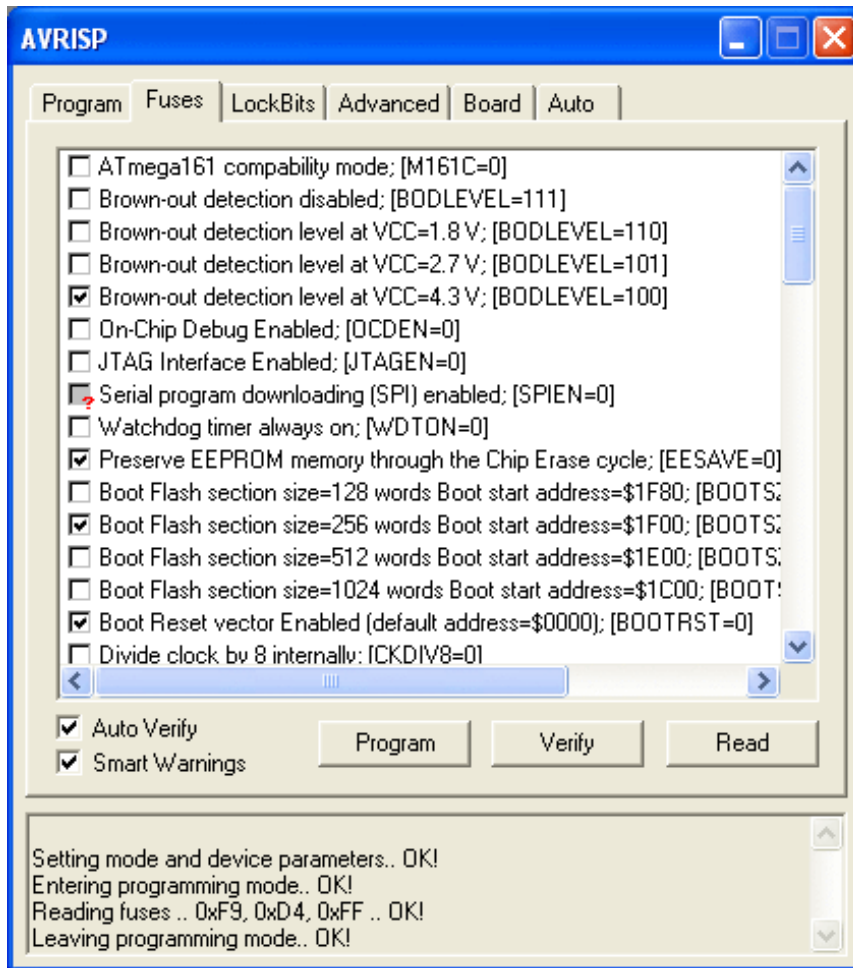 AVRISP
Program Fuses LockBits Advanced Board Auto
ATmega161 compability mode; [M161C=0]
Brown-out detection disabled; [BODLEVEL=111]
Brown-out detection level at VCC=1.8 V; [BODLEVEL=110]
Brown-out detection level at VCC=2.7 V; [BODLEVEL=101]
Brown-out detection level at VCC=4.3 V; [BODLEVEL=100]
On-Chip Debug Enabled; [OCDEN=0]
JTAG Interface Enabled; [JTAGEN=0]
? Serial program downloading (SPI) enabled; [SPIEN=0]
Watchdog timer always on; [WDTON=0]
Preserve EEPROM memory through the Chip Erase cycle; [EESAVE=0]
Boot Flash section size=128 words Boot start address=$1F80; [BOOTSZ
Boot Flash section size=256 words Boot start address=$1F00; [BOOTSZ
Boot Flash section size=512 words Boot start address=$1E00; [BOOTSZ
Boot Flash section size=1024 words Boot start address=$1C00; [BOOTS
Boot Reset vector Enabled (default address=$0000); [BOOTRST=0]
Divide clock by 8 internally; [CKDIV8=0]
Auto Verify
Smart Warnings
Program Verify Read
Setting mode and device parameters.. OK!
Entering programming mode.. OK!
Reading fuses .. 0xF9, 0xD4, 0xFF .. OK!
Leaving programming mode.. OK!